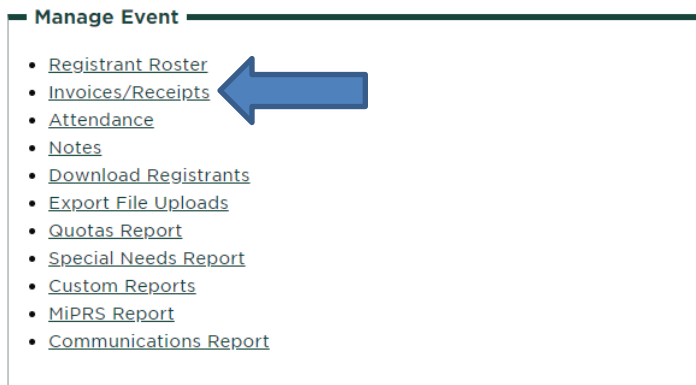 Manage Event
Registrant Roster
Invoices/Receipts
Attendance
Notes
Download Registrants
Export File Uploads
Quotas Report
Special Needs Report
Custom Reports
MiPRS Report
Communications Report